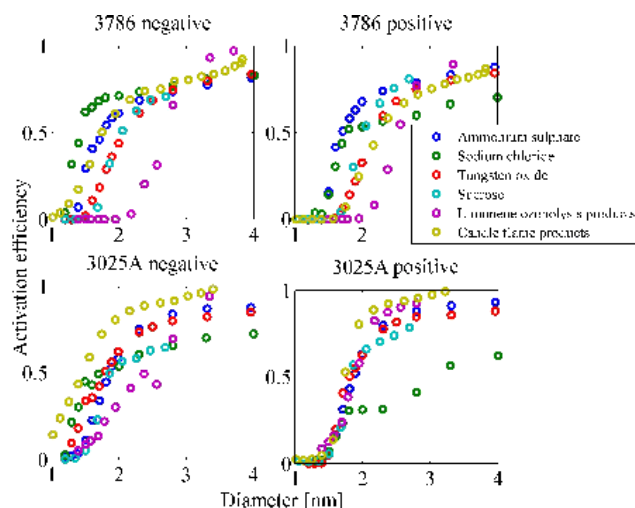 3786 negative
3786 positive
1
0.5
0
1
2
3
4
1
0.5
0
1
2
Ammonium sulphate
Sodium chloride
Tungsten oxide
Sucrose
Limonene ozonolysis products
Candle flame products
Activation efficiency
3025A negative
3025A positive
1
0.5
0
1
2
3
4
1
0.5
0
1
2
3
4
Diameter [nm]